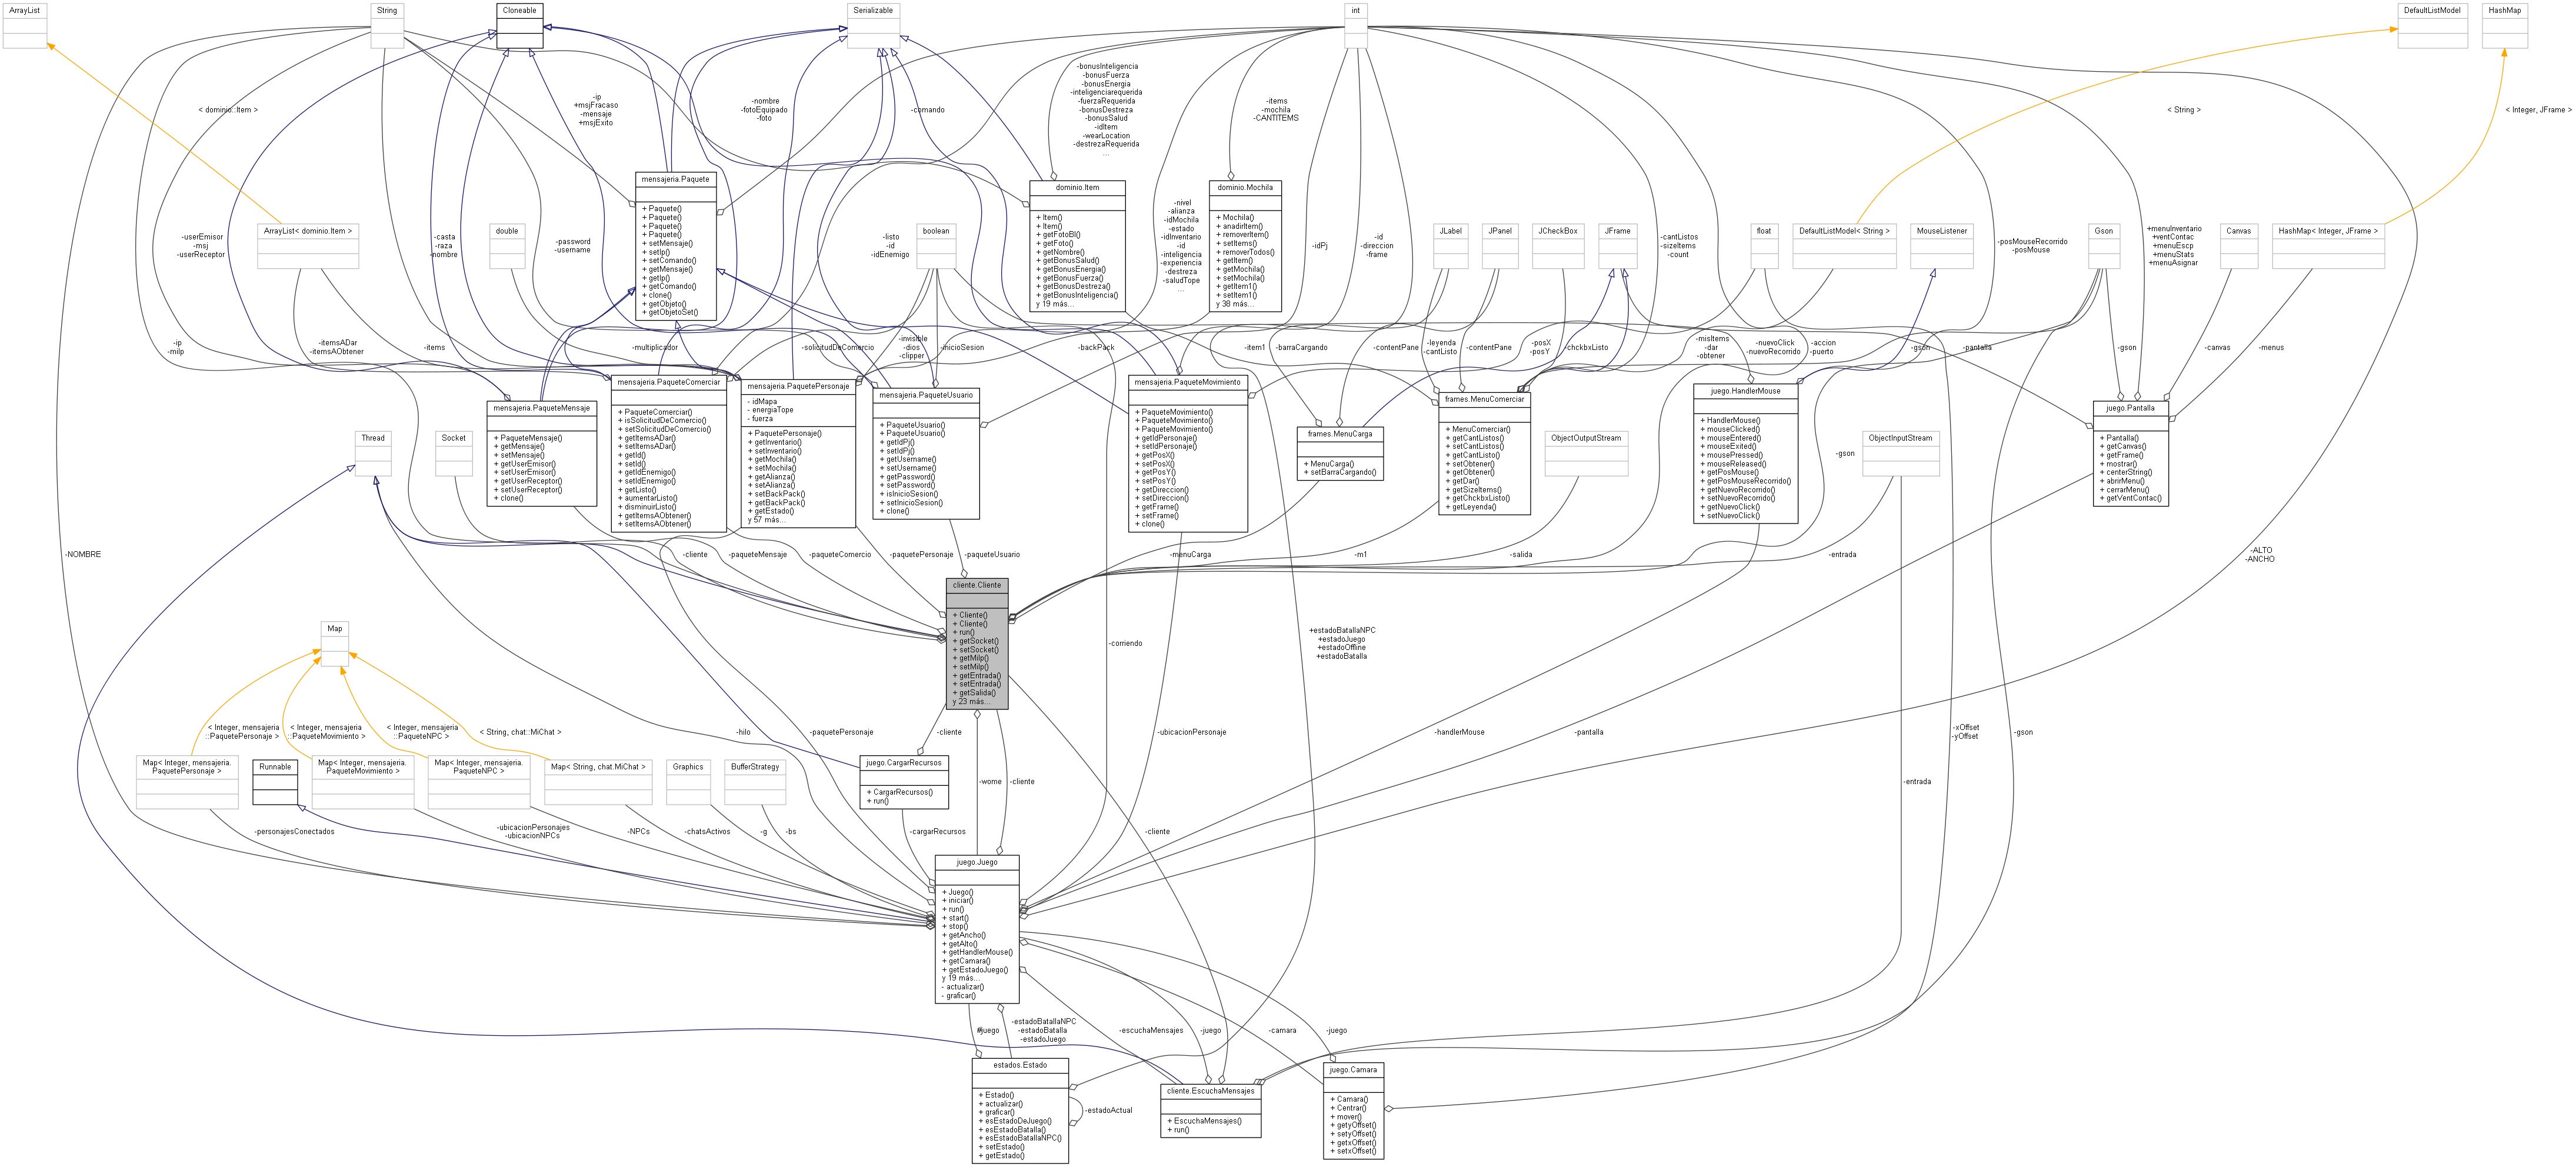 ArrayList
String
Cloneable
Serializable
int
DefaultListModel
HashMap
< dominio::Item >
-ip
+msjFracaso
-mensaje
+msjExito
-nombre
-fotoEquipado
-foto
-comando
-bonusInteligencia
-bonusFuerza
-bonusEnergia
-inteligenciarequerida
-fuerzaRequerida
-bonusDestreza
-bonusSalud
-idItem
-wearLocation
-destrezaRequerida
...
-items
-mochila
-CANTITEMS
< String >
< Integer, JFrame >
mensajeria.Paquete
+ Paquete()
+ Paquete()
+ Paquete()
+ Paquete()
+ setMensaje()
+ setIp()
+ setComando()
+ getMensaje()
+ getIp()
+ getComando()
+ clone()
+ getObjeto()
+ getObjetoSet()
dominio.Item
+ Item()
+ Item()
+ getFotoBI()
+ getFoto()
+ getNombre()
+ getBonusSalud()
+ getBonusEnergia()
+ getBonusFuerza()
+ getBonusDestreza()
+ getBonusInteligencia()
y 19 más...
dominio.Mochila
+ Mochila()
+ anadirItem()
+ removerItem()
+ setItems()
+ removerTodos()
+ getItem()
+ getMochila()
+ setMochila()
+ getItem1()
+ setItem1()
y 38 más...
ArrayList< dominio.Item >
-userEmisor
-msj
-userReceptor
-casta
-raza
-nombre
double
-password
-username
-listo
-id
-idEnemigo
boolean
-nivel
-alianza
-idMochila
-estado
-idInventario
-id
-inteligencia
-experiencia
-destreza
-saludTope
...
-idPj
-id
-direccion
-frame
JLabel
JPanel
JCheckBox
JFrame
-cantListos
-sizeItems
-count
float
DefaultListModel< String >
MouseListener
-posMouseRecorrido
-posMouse
Gson
+menuInventario
+ventContac
+menuEscp
+menuStats
+menuAsignar
Canvas
HashMap< Integer, JFrame >
-ip
-milp
-itemsADar
-itemsAObtener
-items
-multiplicador
-solicitudDeComercio
-invisible
-dios
-clipper
-inicioSesion
-backPack
-item1
-barraCargando
-contentPane
-leyenda
-cantListo
-contentPane
-posX
-posY
-chckbxListo
-misItems
-dar
-obtener
-nuevoClick
-nuevoRecorrido
-accion
-puerto
-gson
-pantalla
-gson
-canvas
-menus
mensajeria.PaqueteMensaje
+ PaqueteMensaje()
+ getMensaje()
+ setMensaje()
+ getUserEmisor()
+ setUserEmisor()
+ getUserReceptor()
+ setUserReceptor()
+ clone()
mensajeria.PaqueteComerciar
+ PaqueteComerciar()
+ isSolicitudDeComercio()
+ setSolicitudDeComercio()
+ getItemsADar()
+ setItemsADar()
+ getId()
+ setId()
+ getIdEnemigo()
+ setIdEnemigo()
+ getListo()
+ aumentarListo()
+ disminuirListo()
+ getItemsAObtener()
+ setItemsAObtener()
mensajeria.PaquetePersonaje
- idMapa
- energiaTope
- fuerza
+ PaquetePersonaje()
+ getInventario()
+ setInventario()
+ getMochila()
+ setMochila()
+ getAlianza()
+ setAlianza()
+ setBackPack()
+ getBackPack()
+ getEstado()
y 57 más...
mensajeria.PaqueteUsuario
+ PaqueteUsuario()
+ PaqueteUsuario()
+ getIdPj()
+ setIdPj()
+ getUsername()
+ setUsername()
+ getPassword()
+ setPassword()
+ isInicioSesion()
+ setInicioSesion()
+ clone()
mensajeria.PaqueteMovimiento
+ PaqueteMovimiento()
+ PaqueteMovimiento()
+ PaqueteMovimiento()
+ getIdPersonaje()
+ setIdPersonaje()
+ getPosX()
+ setPosX()
+ getPosY()
+ setPosY()
+ getDireccion()
+ setDireccion()
+ getFrame()
+ setFrame()
+ clone()
frames.MenuCarga
+ MenuCarga()
+ setBarraCargando()
frames.MenuComerciar
+ MenuComerciar()
+ getCantListos()
+ setCantListos()
+ getCantListo()
+ setObtener()
+ getObtener()
+ getDar()
+ getSizeItems()
+ getChckbxListo()
+ getLeyenda()
juego.HandlerMouse
+ HandlerMouse()
+ mouseClicked()
+ mouseEntered()
+ mouseExited()
+ mousePressed()
+ mouseReleased()
+ getPosMouse()
+ getPosMouseRecorrido()
+ getNuevoRecorrido()
+ setNuevoRecorrido()
+ getNuevoClick()
+ setNuevoClick()
juego.Pantalla
+ Pantalla()
+ getCanvas()
+ getFrame()
+ mostrar()
+ centerString()
+ abrirMenu()
+ cerrarMenu()
+ getVentContac()
Thread
Socket
ObjectOutputStream
ObjectInputStream
-gson
-NOMBRE
-cliente
-paqueteMensaje
-paqueteComercio
-paquetePersonaje
-paqueteUsuario
-menuCarga
-m1
-salida
-entrada
-ALTO
-ANCHO
cliente.Cliente
+ Cliente()
+ Cliente()
+ run()
+ getSocket()
+ setSocket()
+ getMiIp()
+ setMiIp()
+ getEntrada()
+ setEntrada()
+ getSalida()
y 23 más...
Map
-corriendo
+estadoBatallaNPC
+estadoJuego
+estadoOffline
+estadoBatalla
< Integer, mensajeria
::PaquetePersonaje >
< Integer, mensajeria
::PaqueteMovimiento >
< Integer, mensajeria
::PaqueteNPC >
< String, chat::MiChat >
-hilo
-paquetePersonaje
-cliente
-ubicacionPersonaje
-handlerMouse
-pantalla
-xOffset
-yOffset
-gson
Map< Integer, mensajeria.
PaquetePersonaje >
Runnable
Map< Integer, mensajeria.
PaqueteMovimiento >
Map< Integer, mensajeria.
PaqueteNPC >
Map< String, chat.MiChat >
Graphics
BufferStrategy
juego.CargarRecursos
+ CargarRecursos()
+ run()
-wome
-cliente
-entrada
-personajesConectados
-ubicacionPersonajes
-ubicacionNPCs
-NPCs
-chatsActivos
-g
-bs
-cargarRecursos
-cliente
juego.Juego
+ Juego()
+ iniciar()
+ run()
+ start()
+ stop()
+ getAncho()
+ getAlto()
+ getHandlerMouse()
+ getCamara()
+ getEstadoJuego()
y 19 más...
- actualizar()
- graficar()
#juego
-estadoBatallaNPC
-estadoBatalla
-estadoJuego
-escuchaMensajes
-juego
-camara
-juego
estados.Estado
+ Estado()
+ actualizar()
+ graficar()
+ esEstadoDeJuego()
+ esEstadoBatalla()
+ esEstadoBatallaNPC()
+ setEstado()
+ getEstado()
-estadoActual
cliente.EscuchaMensajes
+ EscuchaMensajes()
+ run()
juego.Camara
+ Camara()
+ Centrar()
+ mover()
+ getyOffset()
+ setyOffset()
+ getxOffset()
+ setxOffset()